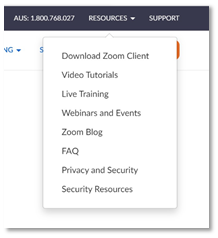 AUS: 1.800.768.027 RESOURCES SUPPORT
NG S
Download Zoom Client
Video Tutorials
Live Training
Webinars and Events
Zoom Blog
FAQ
Privacy and Security
Security Resources